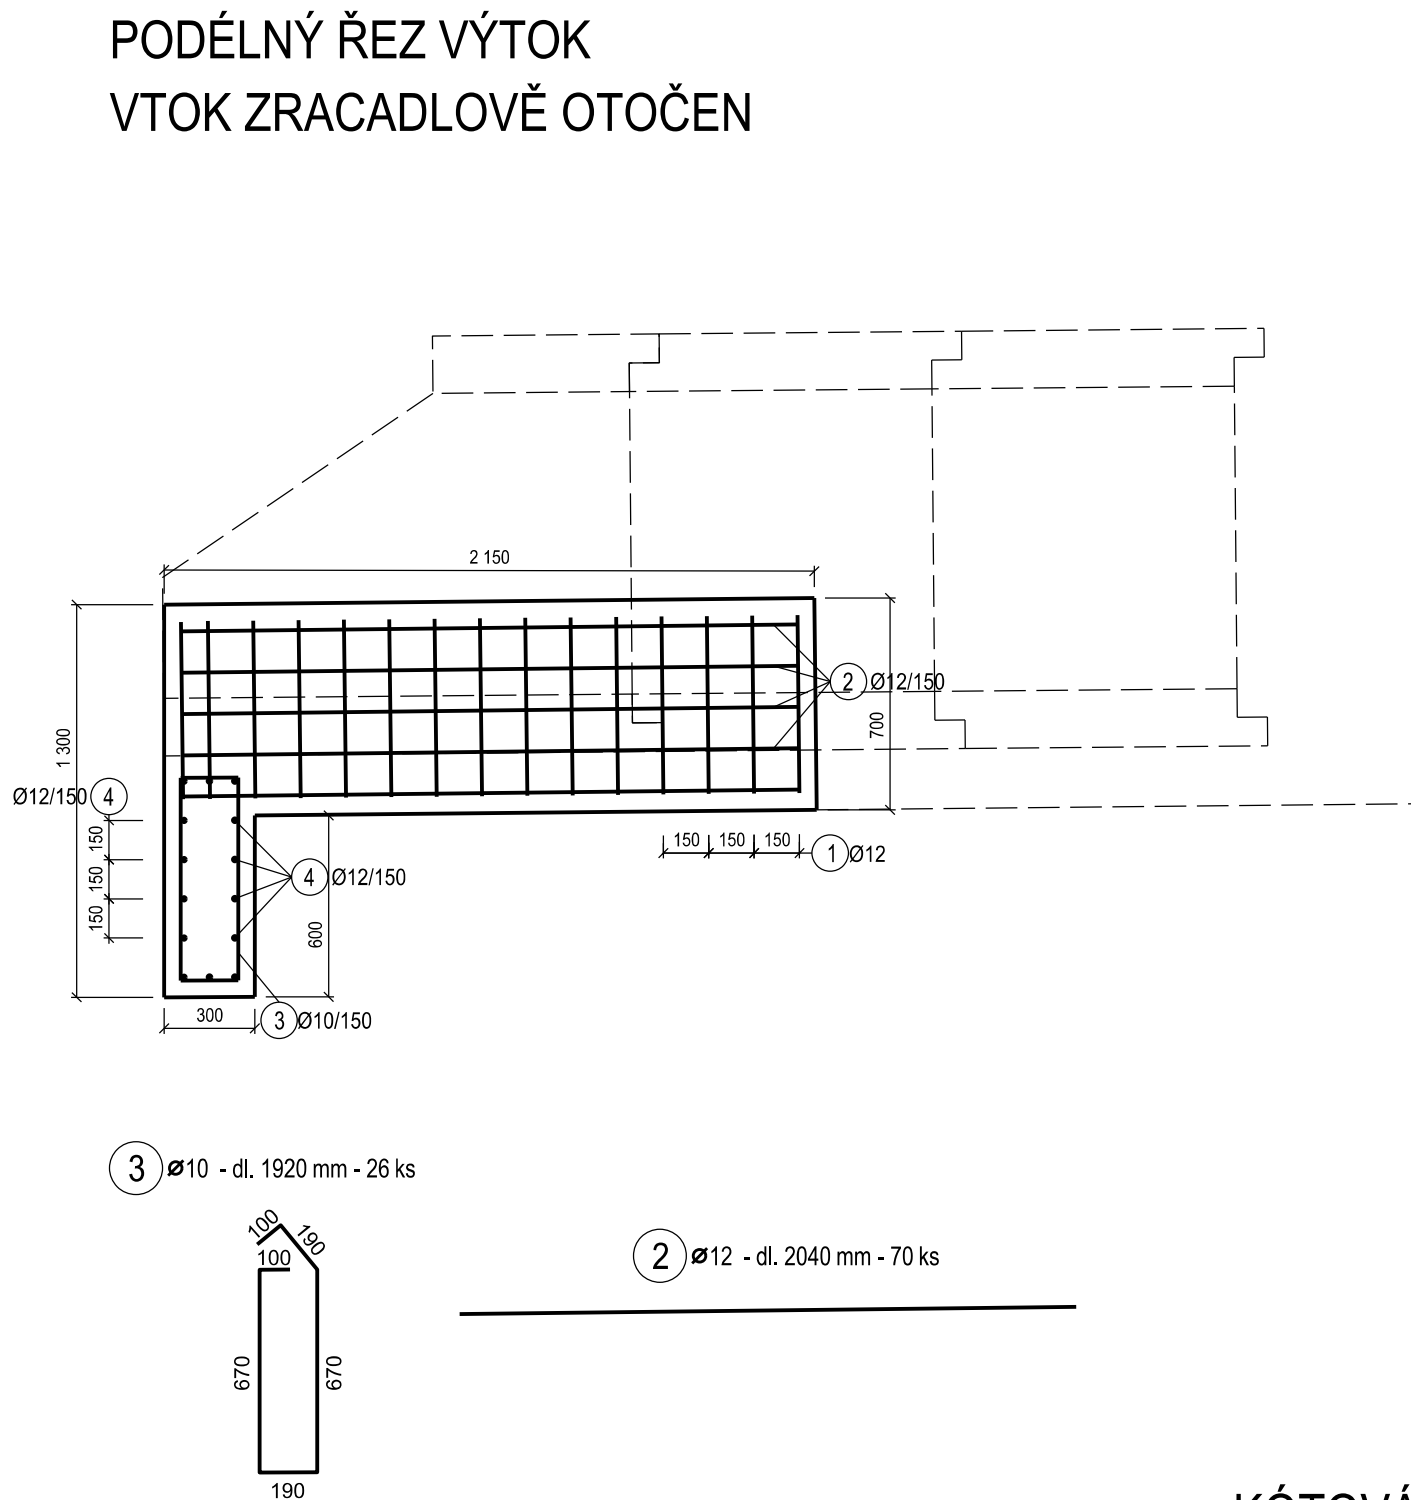 PODÉLNÝ ŘEZ VÝTOK
VTOK ZRACADLOVĚ OTOČEN
2 150
1 300
2 Ø12/150
700
Ø12/150 4
150
150
150
150 150 150
1 Ø12
4 Ø12/150
600
300
3 Ø10/150
3 ø10 - dl. 1920 mm - 26 ks
100
190
100
670
670
190
2 ø12 - dl. 2040 mm - 70 ks